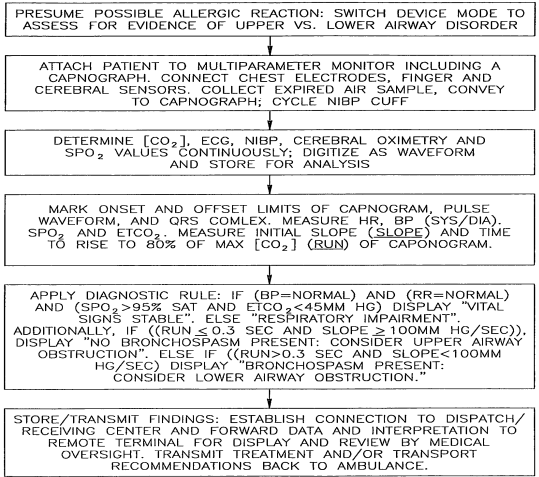 PRESUME POSSIBLE ALLERGIC REACTION: SWITCH DEVICE MODE TO
ASSESS FOR EVIDENCE OF UPPER VS. LOWER AIRWAY DISORDER
ATTACH PATIENT TO MULTIPARAMETER MONITOR INCLUDING A
CAPNOGRAPH. CONNECT CHEST ELECTRODES, FINGER AND
CEREBRAL SENSORS. COLLECT EXPIRED AIR SAMPLE, CONVEY
TO CAPNOGRAPH; CYCLE NIBP CUFF
DETERMINE [CO₂], ECG, NIBP, CEREBRAL OXIMETRY AND
SPO₂ VALUES CONTINUOUSLY; DIGITIZE AS WAVEFORM
AND STORE FOR ANALYSIS
MARK ONSET AND OFFSET LIMITS OF CAPNOGRAM, PULSE
WAVEFORM, AND QRS COMLEX. MEASURE HR, BP (SYS/DIA).
SPO₂ AND ETCO₂. MEASURE INITIAL SLOPE (SLOPE) AND TIME
TO RISE TO 80% OF MAX [CO₂] (RUN) OF CAPONOGRAM.
APPLY DIAGNOSTIC RULE: IF (BP=NORMAL) AND (RR=NORMAL)
AND (SPO₂>95% SAT AND ETCO₂<45MM HG) DISPLAY "VITAL
SIGNS STABLE". ELSE "RESPIRATORY IMPAIRMENT".
ADDITIONALLY, IF ((RUN ≤ 0.3 SEC AND SLOPE ≥ 100MM HG/SEC)),
DISPLAY "NO BRONCHOSPASM PRESENT: CONSIDER UPPER AIRWAY
OBSTRUCTION". ELSE IF ((RUN>0.3 SEC AND SLOPE<100MM
HG/SEC) DISPLAY "BRONCHOSPASM PRESENT:
CONSIDER LOWER AIRWAY OBSTRUCTION."
STORE/TRANSMIT FINDINGS: ESTABLISH CONNECTION TO DISPATCH/
RECEIVING CENTER AND FORWARD DATA AND INTERPRETATION TO
REMOTE TERMINAL FOR DISPLAY AND REVIEW BY MEDICAL
OVERSIGHT. TRANSMIT TREATMENT AND/OR TRANSPORT
RECOMMENDATIONS BACK TO AMBULANCE.